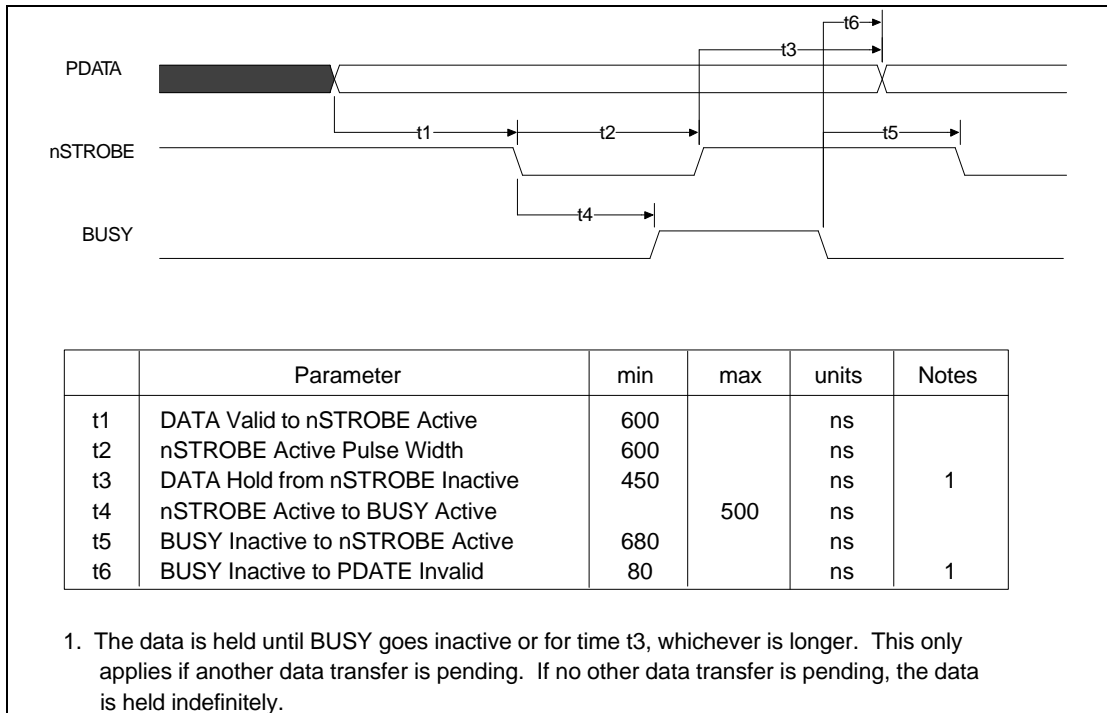 t6
t3
PDATA
t1
t2
t5
nSTROBE
t4
BUSY
Parameter min max units Notes
t1 DATA Valid to nSTROBE Active 600 ns
t2 nSTROBE Active Pulse Width 600 ns
t3 DATA Hold from nSTROBE Inactive 450 ns 1
t4 nSTROBE Active to BUSY Active 500 ns
t5 BUSY Inactive to nSTROBE Active 680 ns
t6 BUSY Inactive to PDATE Invalid 80 ns 1
1. The data is held until BUSY goes inactive or for time t3, whichever is longer. This only
applies if another data transfer is pending. If no other data transfer is pending, the data
is held indefinitely.